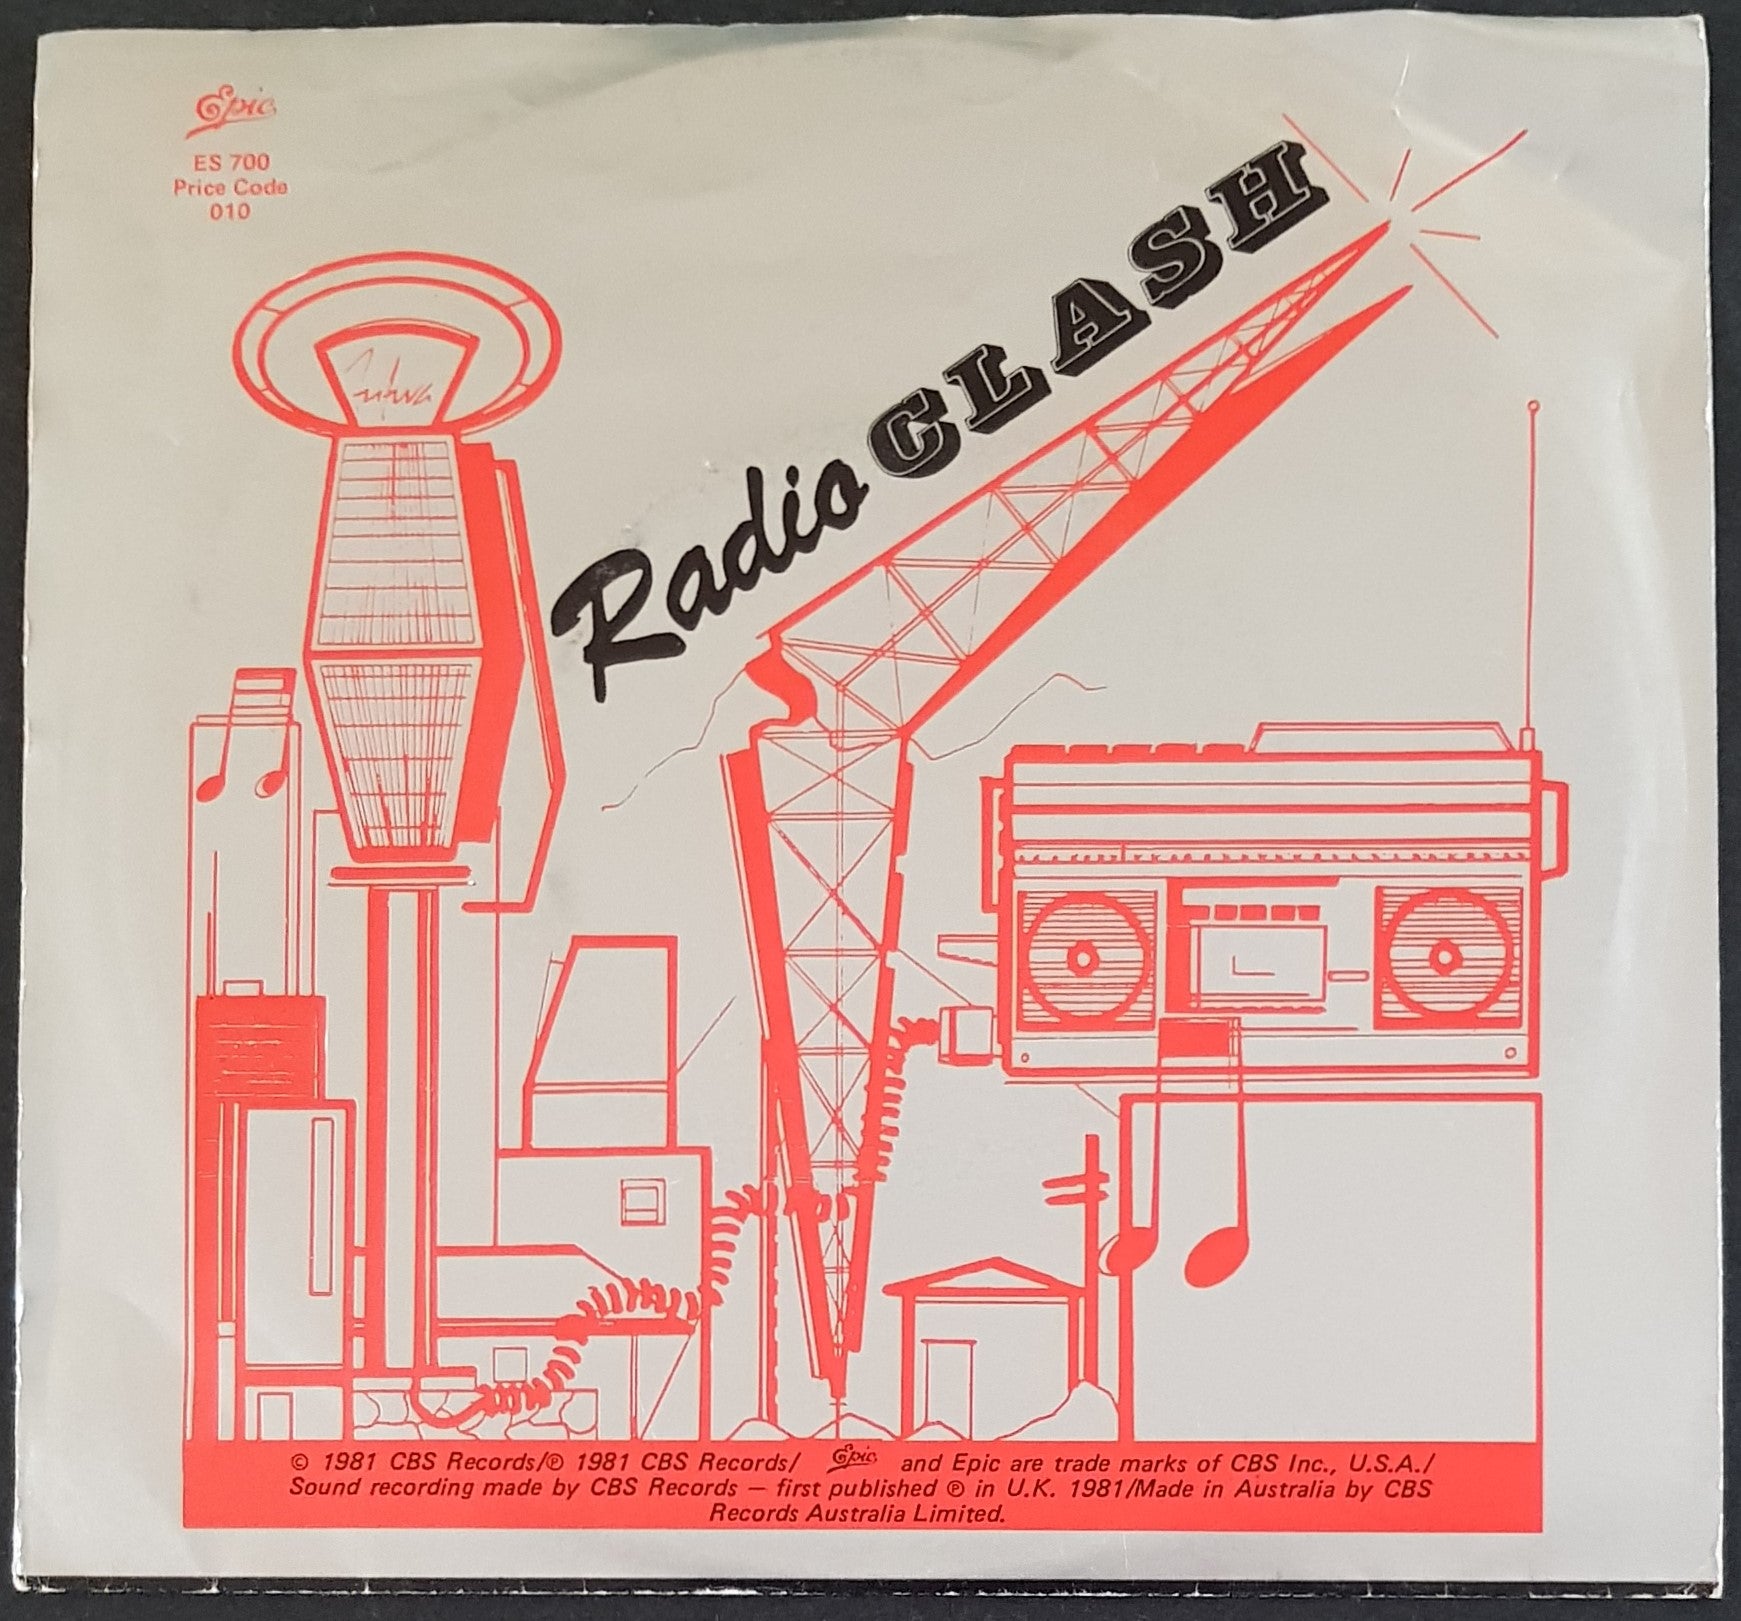 Epic
ES 700
Price Code
010
Radio CLASH
© 1981 CBS Records/℗ 1981 CBS Records/ Epic and Epic are trade marks of CBS Inc., U.S.A./
Sound recording made by CBS Records — first published ℗ in U.K. 1981/Made in Australia by CBS
Records Australia Limited.